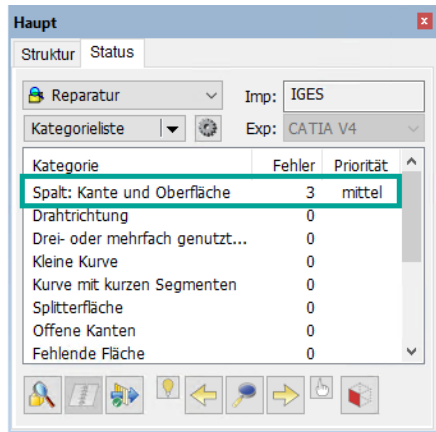 Haupt
Struktur Status
Reparatur Imp: IGES
Kategorieliste Exp: CATIA V4
Kategorie Fehler Priorität
Spalt: Kante und Oberfläche 3 mittel
Drahtrichtung 0
Drei- oder mehrfach genutzt... 0
Kleine Kurve 0
Kurve mit kurzen Segmenten 0
Splitterfläche 0
Offene Kanten 0
Fehlende Fläche 0